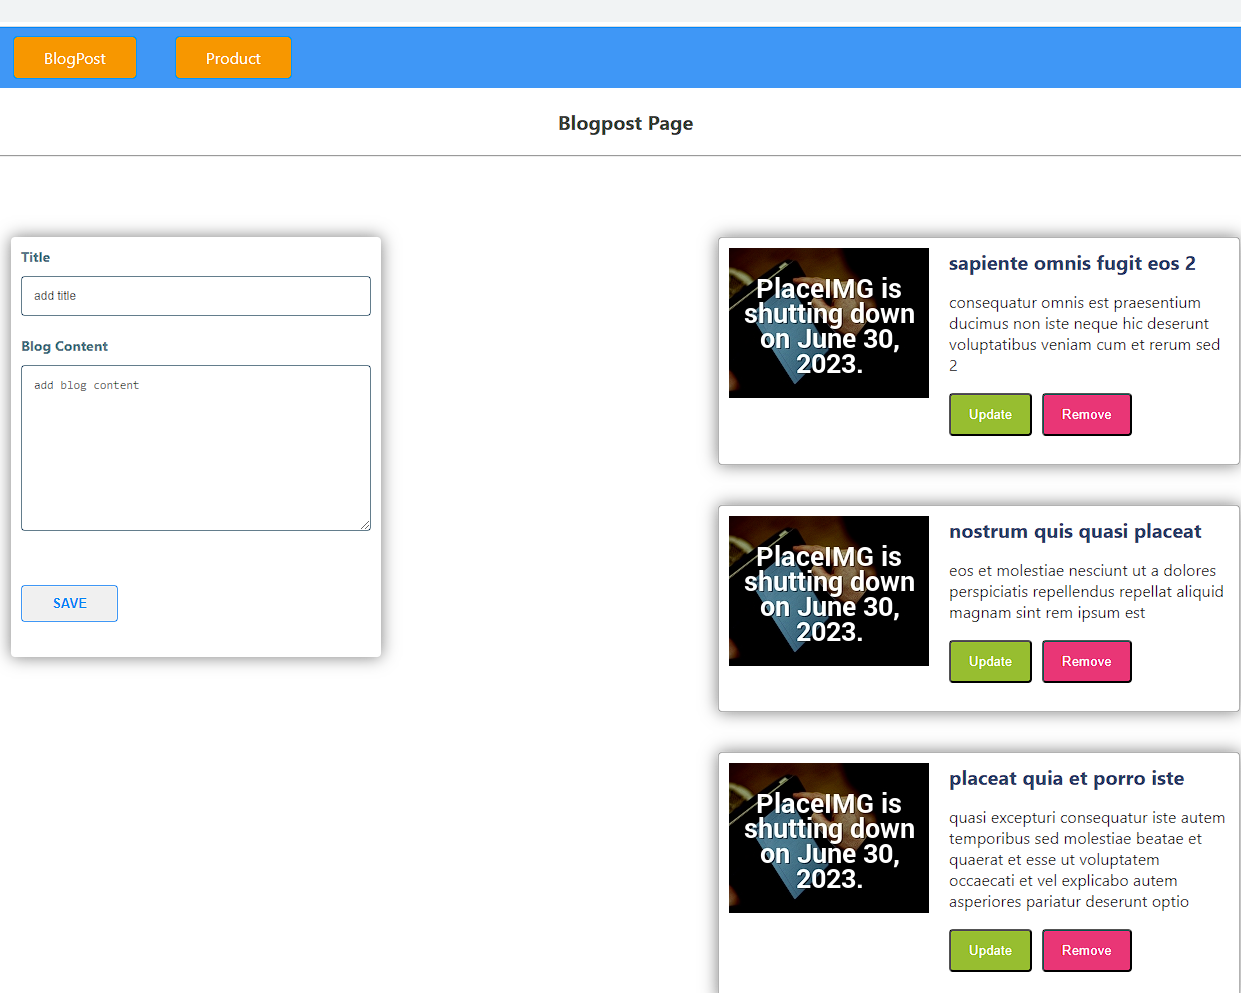 BlogPost
Product
Blogpost Page
Title
add title
Blog Content
add blog content
SAVE
PlaceIMG is
shutting down
on June 30,
2023.
sapiente omnis fugit eos 2
consequatur omnis est praesentium
ducimus non iste neque hic deserunt
voluptatibus veniam cum et rerum sed
2
Update
Remove
PlaceIMG is
shutting down
on June 30,
2023.
nostrum quis quasi placeat
eos et molestiae nesciunt ut a dolores
perspiciatis repellendus repellat aliquid
magnam sint rem ipsum est
Update
Remove
PlaceIMG is
shutting down
on June 30,
2023.
placeat quia et porro iste
quasi excepturi consequatur iste autem
temporibus sed molestiae beatae et
quaerat et esse ut voluptatem
occaecati et vel explicabo autem
asperiores pariatur deserunt optio
Update
Remove